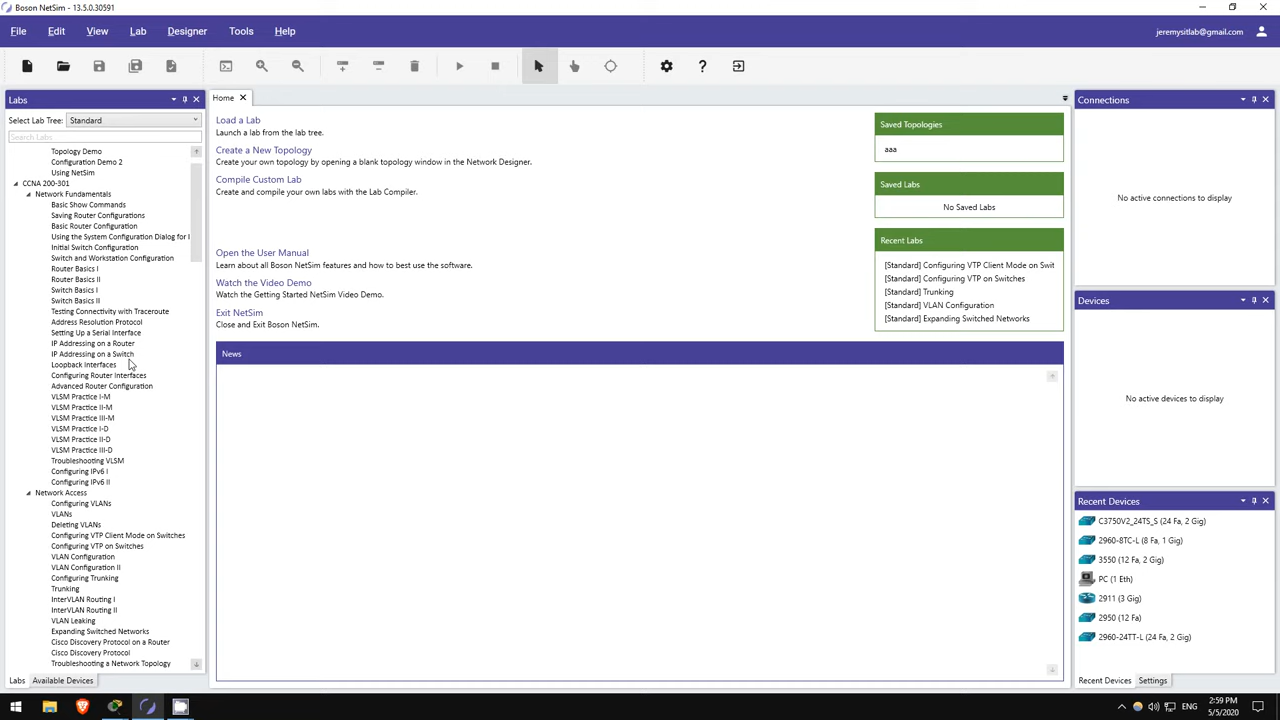 Boson NetSim - 13.5.0.30591
File Edit View Lab Designer Tools Help
jeremysitlab@gmail.com
Labs
Select Lab Tree: Standard
Search Labs
Topology Demo
Configuration Demo 2
Using NetSim
CCNA 200-301
Network Fundamentals
Basic Show Commands
Saving Router Configurations
Basic Router Configuration
Using the System Configuration Dialog for I
Initial Switch Configuration
Switch and Workstation Configuration
Router Basics I
Router Basics II
Switch Basics I
Switch Basics II
Testing Connectivity with Traceroute
Address Resolution Protocol
Setting Up a Serial Interface
IP Addressing on a Router
IP Addressing on a Switch
Loopback Interfaces
Configuring Router Interfaces
Advanced Router Configuration
VLSM Practice I-M
VLSM Practice II-M
VLSM Practice III-M
VLSM Practice I-D
VLSM Practice II-D
VLSM Practice III-D
Troubleshooting VLSM
Configuring IPv6 I
Configuring IPv6 II
Network Access
Configuring VLANs
VLANs
Deleting VLANs
Configuring VTP Client Mode on Switches
Configuring VTP on Switches
VLAN Configuration
VLAN Configuration II
Configuring Trunking
Trunking
InterVLAN Routing I
InterVLAN Routing II
VLAN Leaking
Expanding Switched Networks
Cisco Discovery Protocol on a Router
Cisco Discovery Protocol
Troubleshooting a Network Topology
Labs Available Devices
Home
Load a Lab
Launch a lab from the lab tree.
Create a New Topology
Create your own topology by opening a blank topology window in the Network Designer.
Compile Custom Lab
Create and compile your own labs with the Lab Compiler.
Open the User Manual
Learn about all Boson NetSim features and how to best use the software.
Watch the Video Demo
Watch the Getting Started NetSim Video Demo.
Exit NetSim
Close and Exit Boson NetSim.
Saved Topologies
aaa
Saved Labs
No Saved Labs
Recent Labs
[Standard] Configuring VTP Client Mode on Swit
[Standard] Configuring VTP on Switches
[Standard] Trunking
[Standard] VLAN Configuration
[Standard] Expanding Switched Networks
News
Connections
No active connections to display
Devices
No active devices to display
Recent Devices
C3750V2_24TS_S (24 Fa, 2 Gig)
2960-8TC-L (8 Fa, 1 Gig)
3550 (12 Fa, 2 Gig)
PC (1 Eth)
2911 (3 Gig)
2950 (12 Fa)
2960-24TT-L (24 Fa, 2 Gig)
Recent Devices Settings
ENG
2:59 PM
5/5/2020